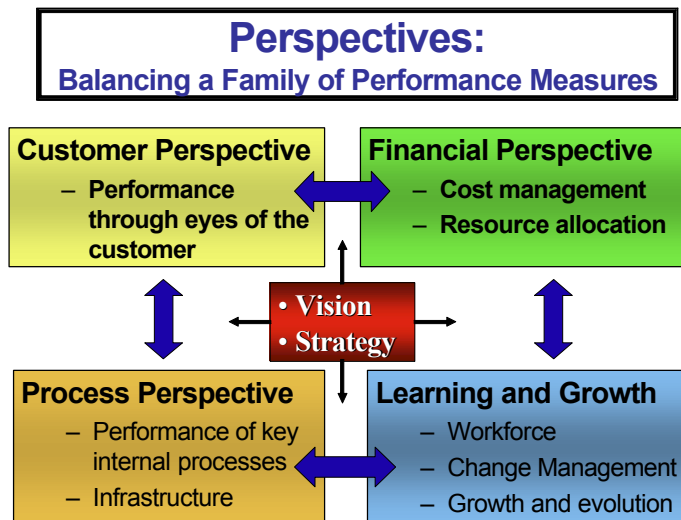 Perspectives:
Balancing a Family of Performance Measures
Customer Perspective
– Performance
through eyes of the
customer
Financial Perspective
– Cost management
– Resource allocation
• Vision
• Strategy
Process Perspective
– Performance of key
internal processes
– Infrastructure
Learning and Growth
– Workforce
– Change Management
– Growth and evolution